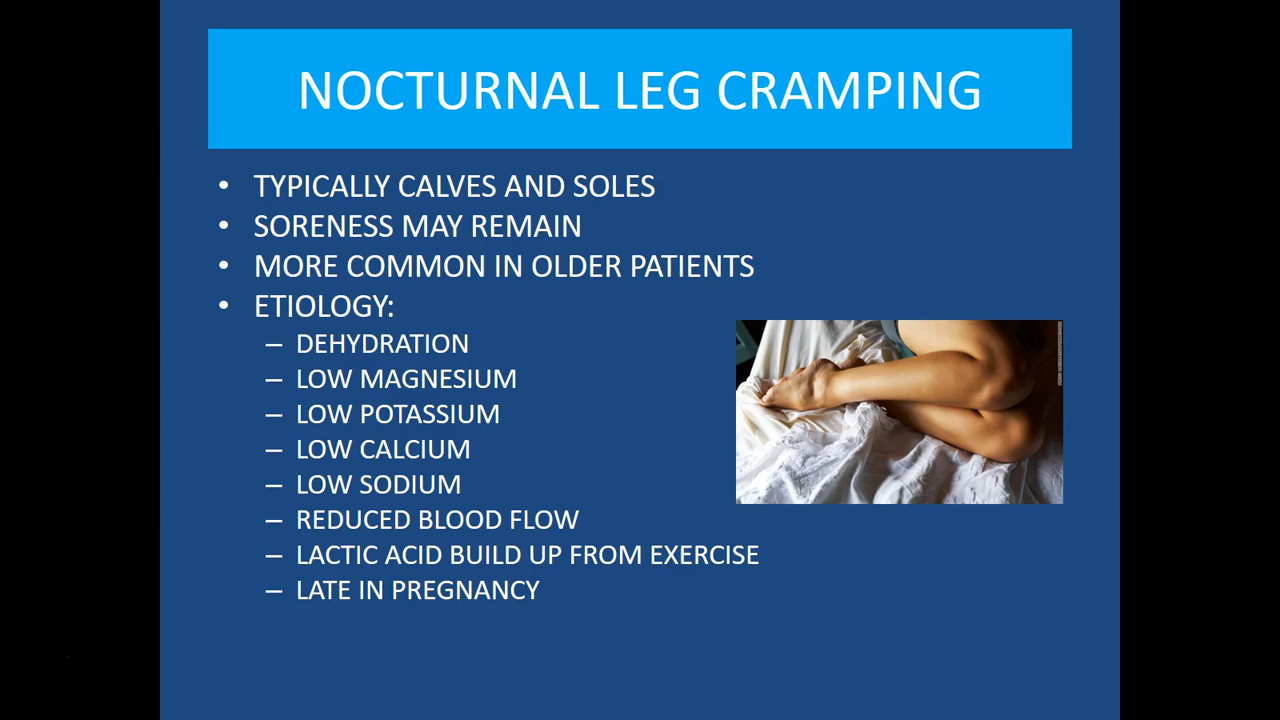 NOCTURNAL LEG CRAMPING
• TYPICALLY CALVES AND SOLES
• SORENESS MAY REMAIN
• MORE COMMON IN OLDER PATIENTS
• ETIOLOGY:
– DEHYDRATION
– LOW MAGNESIUM
– LOW POTASSIUM
– LOW CALCIUM
– LOW SODIUM
– REDUCED BLOOD FLOW
– LACTIC ACID BUILD UP FROM EXERCISE
– LATE IN PREGNANCY